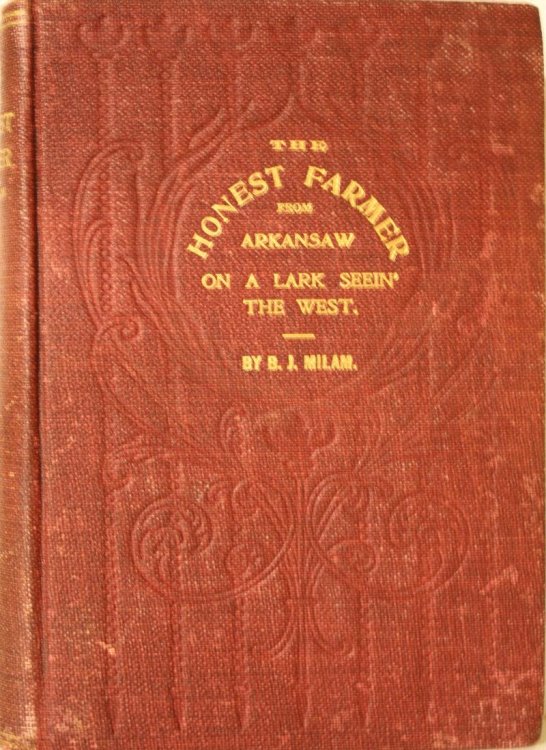 THE
HONEST FARMER
FROM
ARKANSAW
ON A LARK SEEIN'
THE WEST.
BY B. J. MILAM.